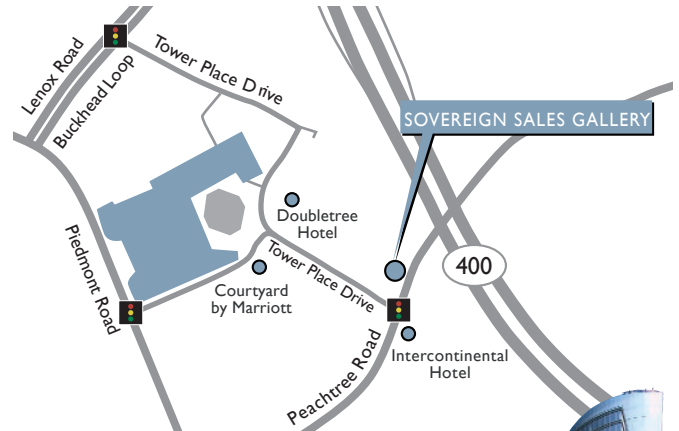 Lenox Road
Buckhead Loop
Tower Place Drive
SOVEREIGN SALES GALLERY
Doubletree
Hotel
Piedmont Road
Tower Place Drive
400
Courtyard
by Marriott
Intercontinental
Hotel
Peachtree Road